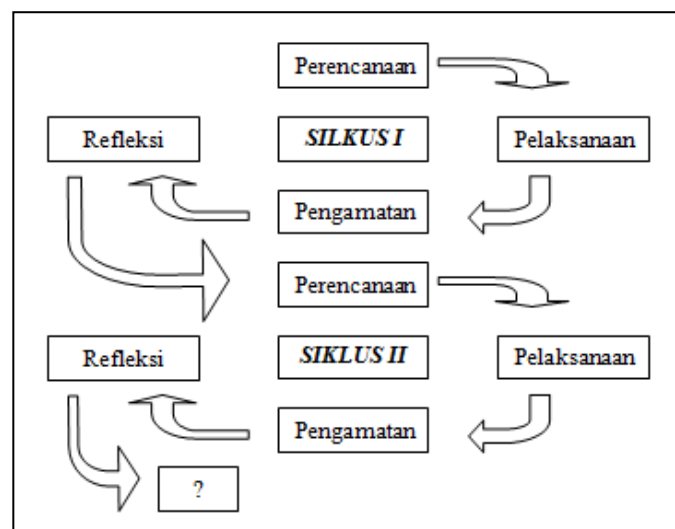 Perencanaan
Refleksi
SILKUS I
Pelaksanaan
Pengamatan
Perencanaan
Refleksi
SIKLUS II
Pelaksanaan
Pengamatan
?